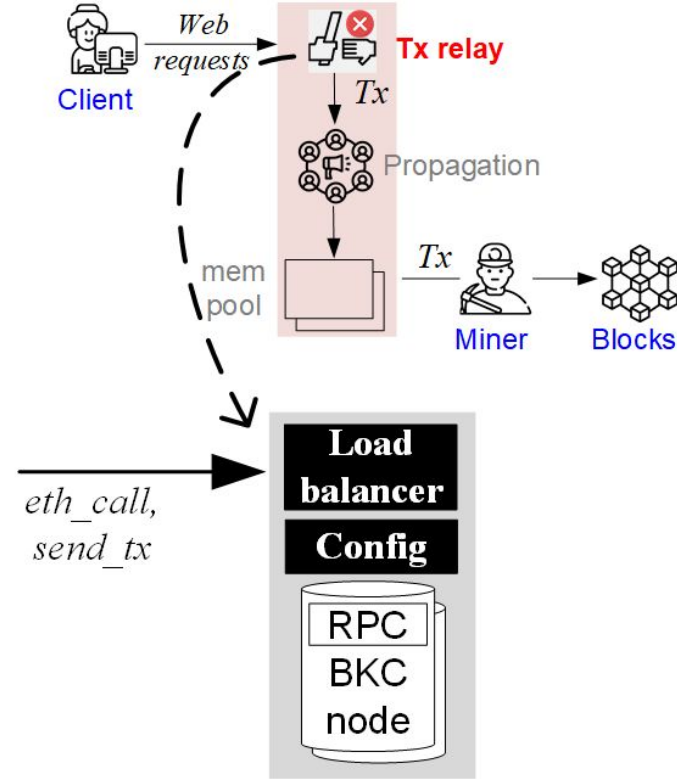 Web
requests
Tx relay
Client
Tx
Propagation
mem
pool
Tx
Miner
Blocks
Load
balancer
eth_call,
send_tx
Config
RPC
BKC
node